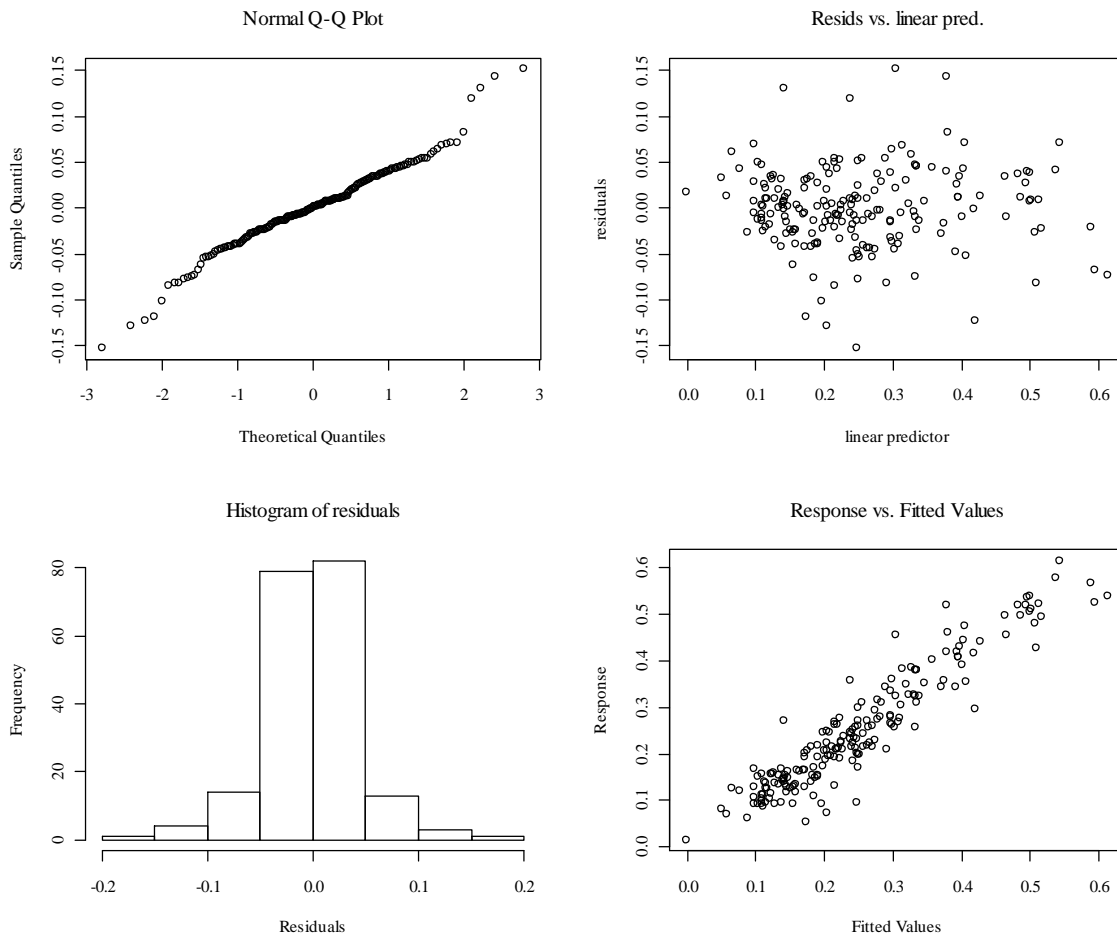 Normal Q-Q Plot
Sample Quantiles
0.15
0.10
0.05
0.00
-0.05
-0.10
-0.15
-3 -2 -1 0 1 2 3
Theoretical Quantiles
Resids vs. linear pred.
residuals
0.15
0.10
0.05
0.00
-0.05
-0.10
-0.15
0.0 0.1 0.2 0.3 0.4 0.5 0.6
linear predictor
Histogram of residuals
Frequency
80
60
40
20
0
-0.2 -0.1 0.0 0.1 0.2
Residuals
Response vs. Fitted Values
Response
0.6
0.5
0.4
0.3
0.2
0.1
0.0
0.0 0.1 0.2 0.3 0.4 0.5 0.6
Fitted Values